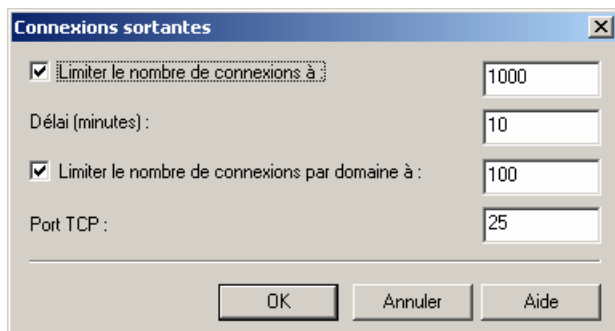 Connexions sortantes
Limiter le nombre de connexions à : 1000
Délai (minutes) : 10
Limiter le nombre de connexions par domaine à : 100
Port TCP : 25
OK Annuler Aide